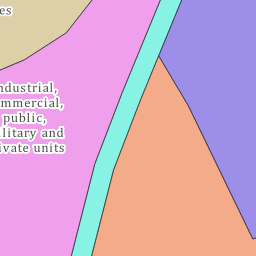 es
ndustrial,
mmercial,
public,
litary and
ivate units